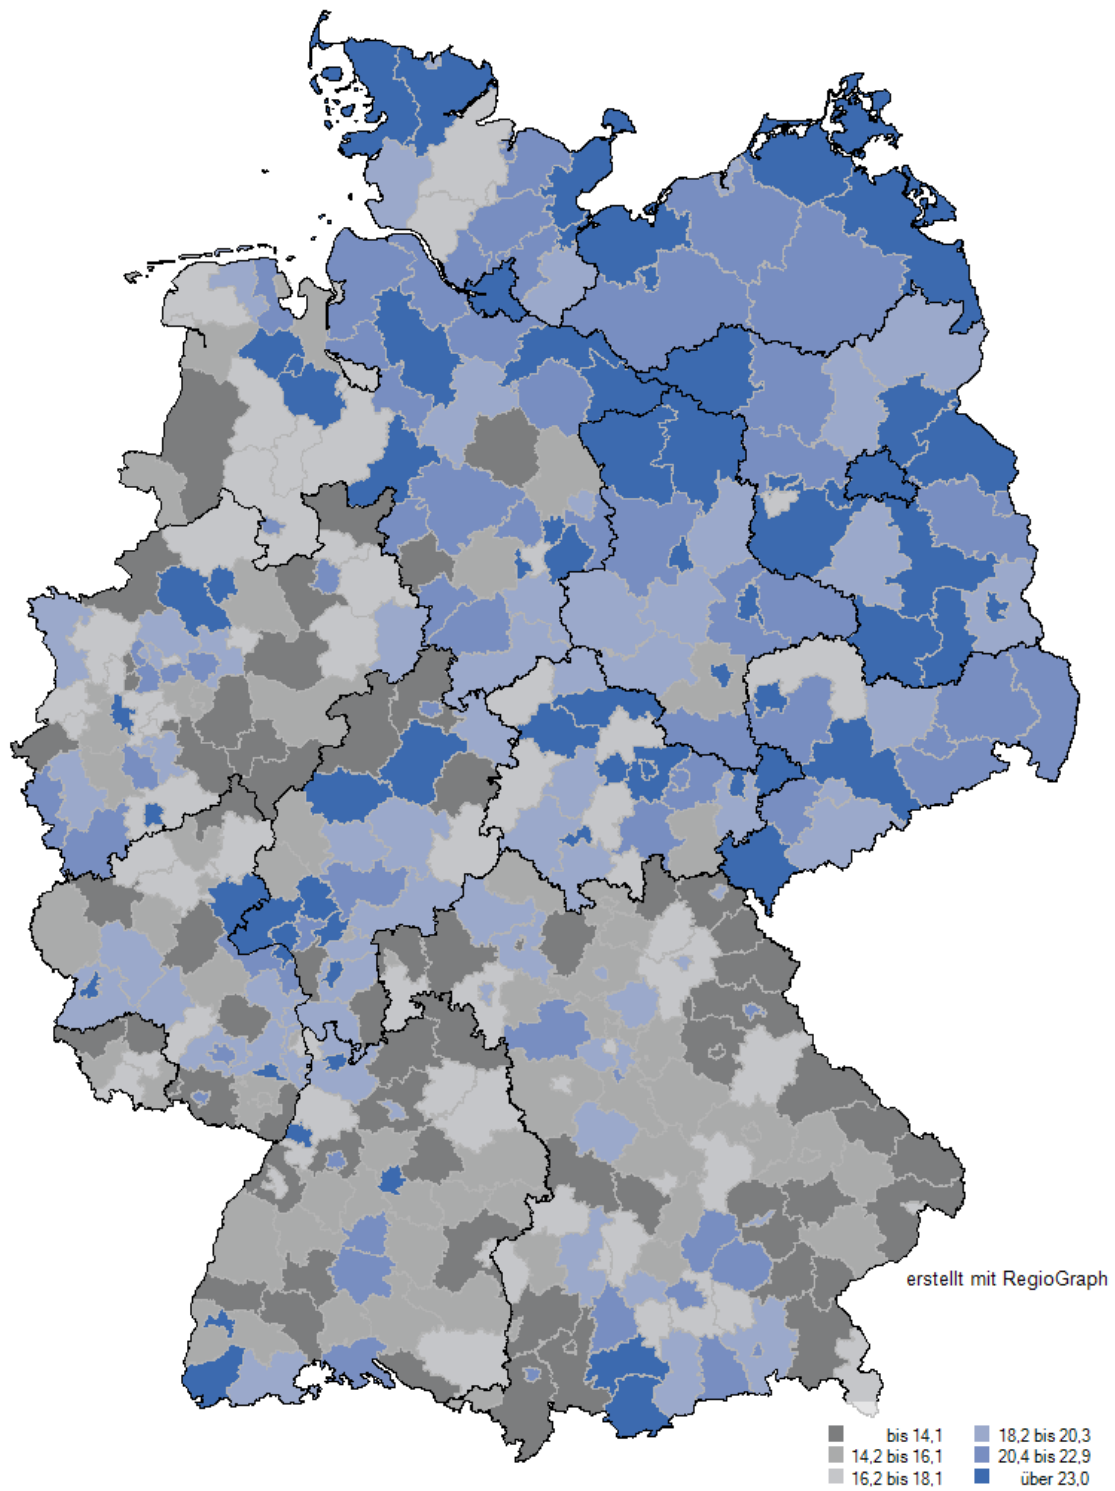 erstellt mit RegioGraph
bis 14,1
14,2 bis 16,1
16,2 bis 18,1
18,2 bis 20,3
20,4 bis 22,9
über 23,0